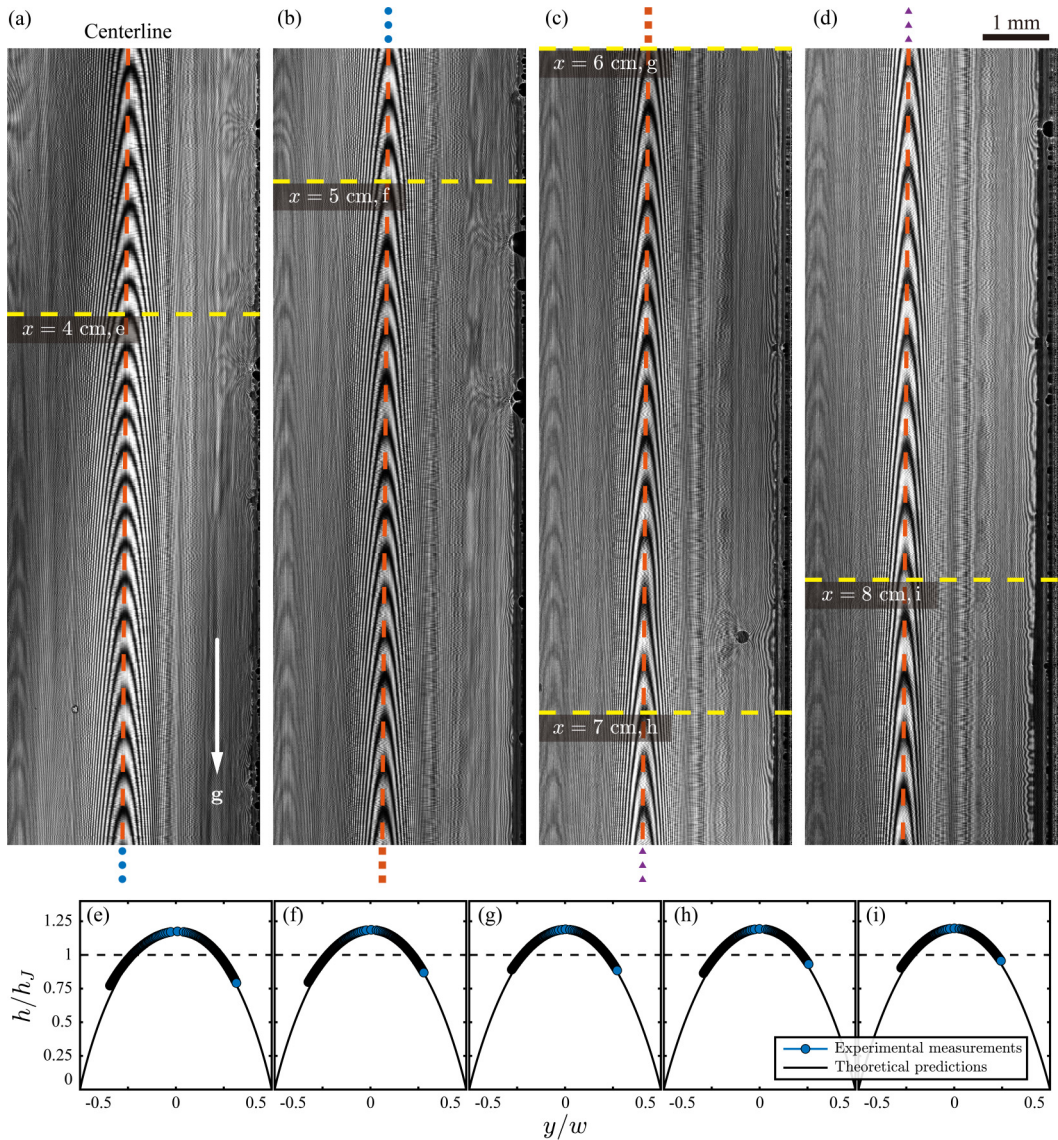 (a)
Centerline
(b)
(c)
(d)
1 mm
x = 6 cm, g
x = 5 cm, f
x = 4 cm, e
x = 8 cm, i
x = 7 cm, h
g
(e)
(f)
(g)
(h)
(i)
1.25
1
0.75
0.5
0.25
0
h/h_J
Experimental measurements
Theoretical predictions
-0.5 0 0.5 -0.5 0 0.5 -0.5 0 0.5 -0.5 0 0.5 -0.5 0 0.5
y/w